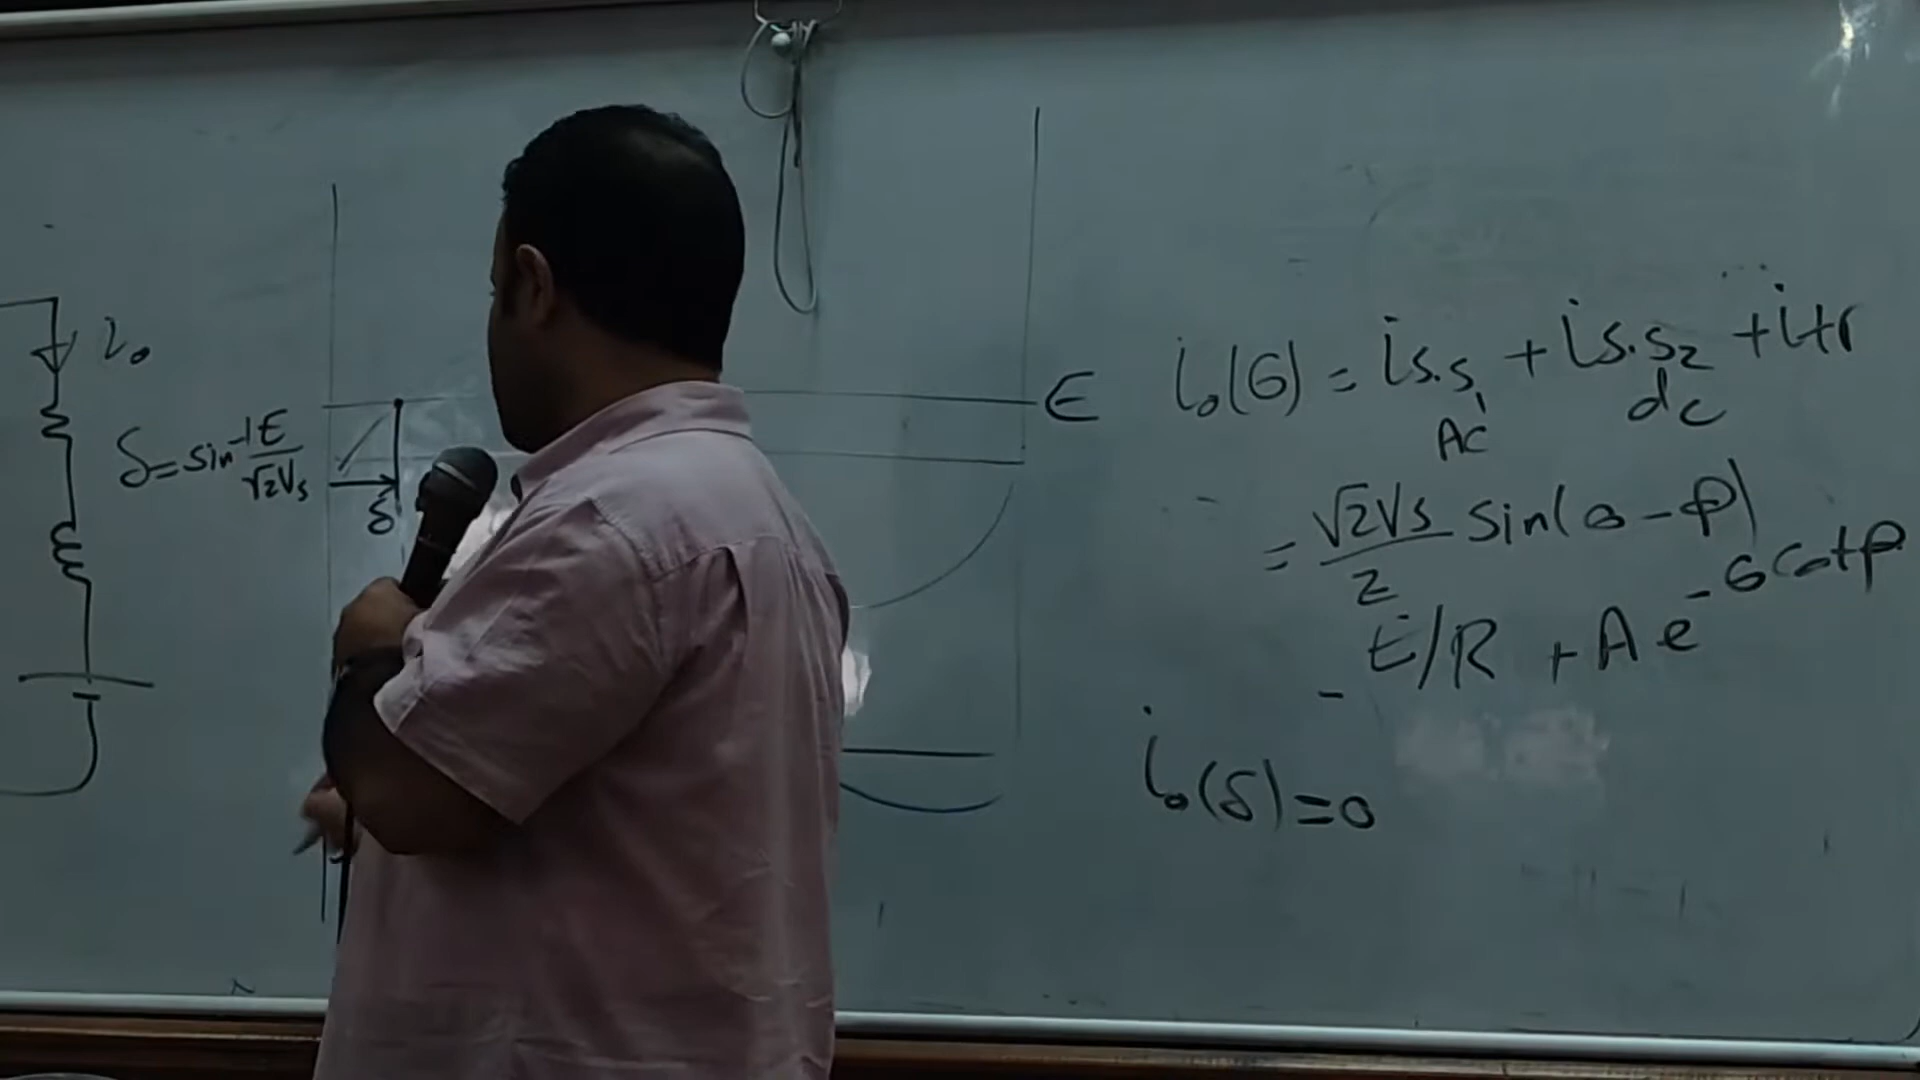 i₀
δ = sin⁻¹ E/√2Vs
δ
E
i₀(θ) = is.s₁ + is.s₂ + itr
AC dc
= √2Vs/Z sin(θ - φ)
- E/R + A e^-θcotφ
i₀(δ) = 0